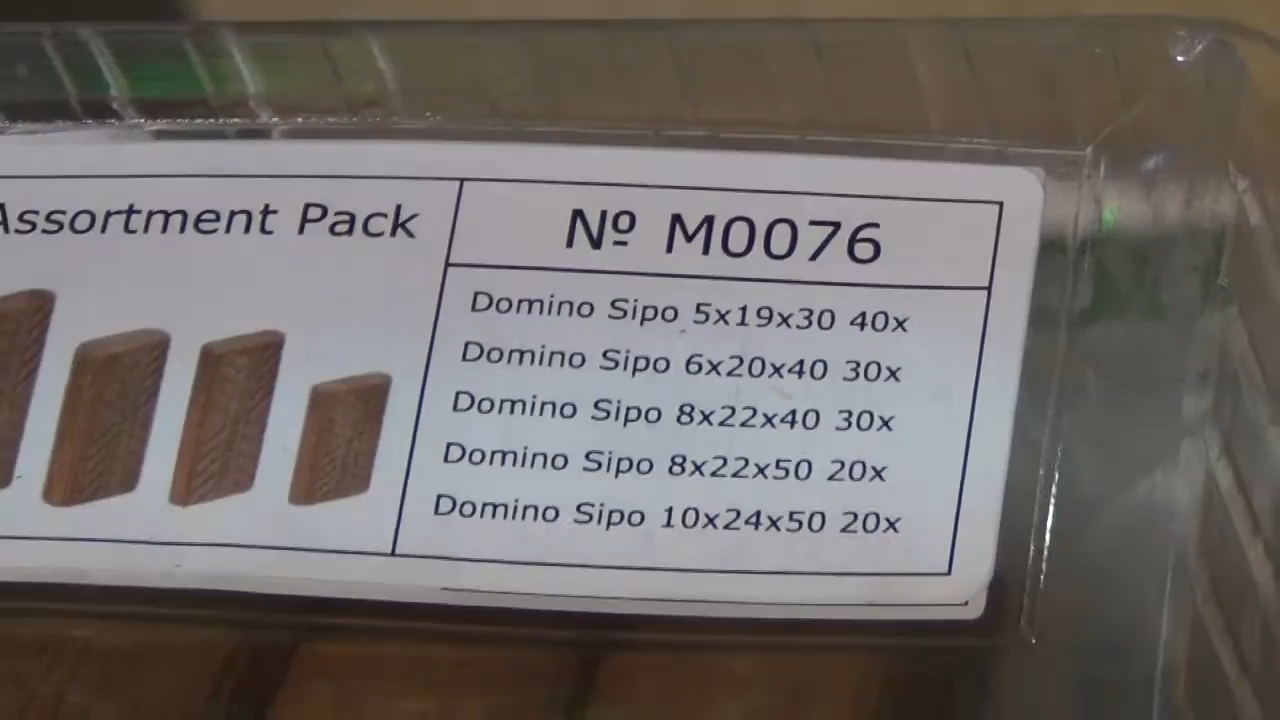 Assortment Pack
Nº M0076
Domino Sipo 5x19x30 40x
Domino Sipo 6x20x40 30x
Domino Sipo 8x22x40 30x
Domino Sipo 8x22x50 20x
Domino Sipo 10x24x50 20x